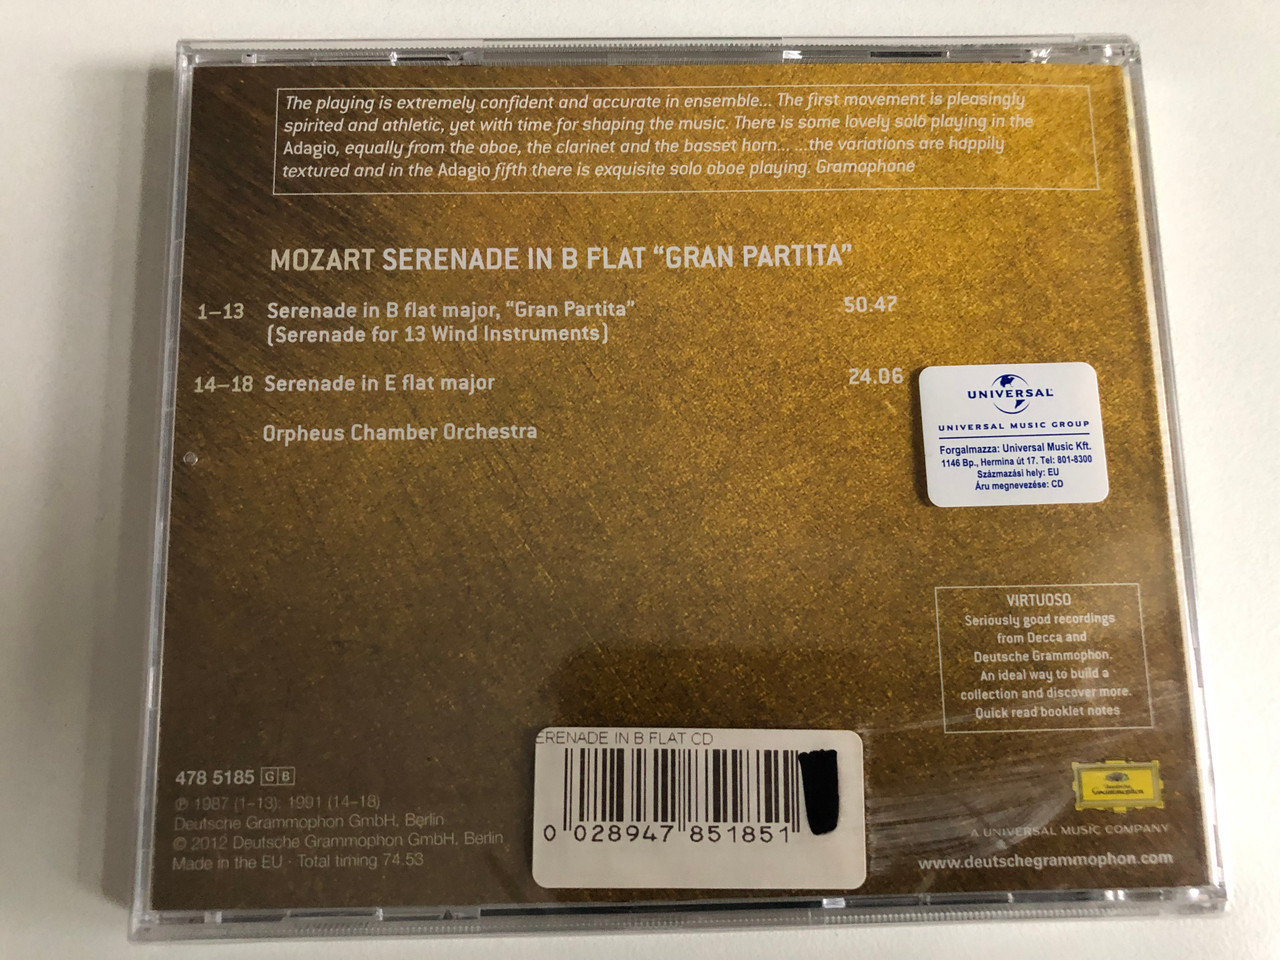 The playing is extremely confident and accurate in ensemble... The first movement is pleasingly
spirited and athletic, yet with time for shaping the music. There is some lovely solo playing in the
Adagio, equally from the oboe, the clarinet and the basset horn... ...the variations are happily
textured and in the Adagio fifth there is exquisite solo oboe playing. Gramophone
MOZART SERENADE IN B FLAT “GRAN PARTITA”
1–13 Serenade in B flat major, “Gran Partita” 50.47
(Serenade for 13 Wind Instruments)
14–18 Serenade in E flat major 24.06
Orpheus Chamber Orchestra
UNIVERSAL
UNIVERSAL MUSIC GROUP
Forgalmazza: Universal Music Kft.
1146 Bp., Hermina út 17. Tel: 801-8300
Származási hely: EU
Áru megnevezése: CD
VIRTUOSO
Seriously good recordings
from Decca and
Deutsche Grammophon.
An ideal way to build a
collection and discover more.
Quick read booklet notes
ERENADE IN B FLAT CD
0 028947 851851
478 5185 GB
℗ 1987 (1–13); 1991 (14–18)
Deutsche Grammophon GmbH, Berlin
© 2012 Deutsche Grammophon GmbH, Berlin
Made in the EU · Total timing 74.53
Deutsche
Grammophon
A UNIVERSAL MUSIC COMPANY
www.deutschegrammophon.com